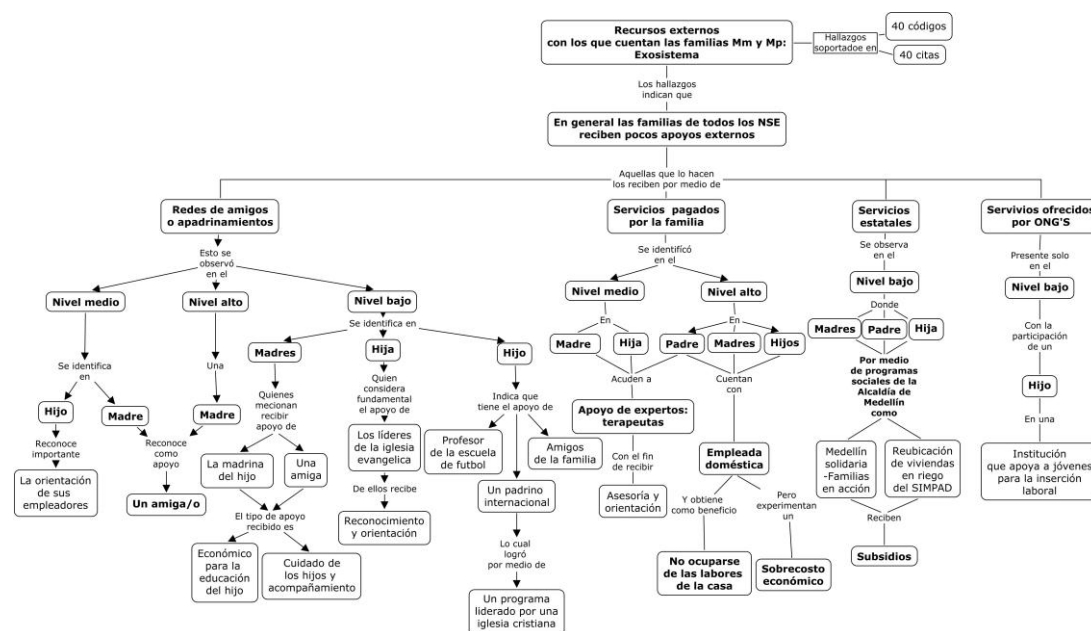 Recursos externos
con los que cuentan las familias Mm y Mp:
Exosistema
Hallazgos
soportadoe en
40 códigos
40 citas
Los hallazgos
indican que
En general las familias de todos los NSE
reciben pocos apoyos externos
Aquellas que lo hacen
los reciben por medio de
Redes de amigos
o apadrinamientos
Esto se
observó
en el
Nivel medio
Se identifica
en
Hijo
Reconoce
importante
La orientación
de sus
empleadores
Madre
Nivel alto
Una
Madre
Reconoce
como
apoyo
Un amiga/o
Nivel bajo
Se identifica en
Madres
Quienes
mecionan recibir
apoyo de
La madrina
del hijo
Una
amiga
El tipo de apoyo
recibido es
Económico
para la
educación
del hijo
Cuidado de
los hijos y
acompañamiento
Hija
Quien
considera
fundamental
el apoyo de
Los líderes
de la iglesia
evangelica
De ellos recibe
Reconocimiento
y orientación
Hijo
Indica que
tiene el apoyo de
Profesor
de la escuela
de futbol
Amigos
de la familia
Un padrino
internacional
Lo cual
logró
por medio de
Un programa
liderado por una
iglesia cristiana
Servicios pagados
por la familia
Se identificó
en el
Nivel medio
En
Madre
Hija
Acuden a
Apoyo de expertos:
terapeutas
Con el fin
de recibir
Asesoría y
orientación
Nivel alto
En
Padre
Madres
Hijos
Cuentan
con
Empleada
doméstica
Y obtiene
como beneficio
No ocuparse
de las labores
de la casa
Pero
experimentan
un
Sobrecosto
económico
Servicios
estatales
Se observa
en el
Nivel bajo
Donde
Madres
Padre
Hija
Por medio
de programas
sociales de la
Alcaldía de
Medellín
como
Medellín
solidaria
-Familias
en acción
Reubicación
de viviendas
en riego
del SIMPAD
Reciben
Subsidios
Servivios ofrecidos
por ONG'S
Presente solo
en el
Nivel bajo
Con la
participación
de un
Hijo
En una
Institución
que apoya a jóvenes
para la inserción
laboral